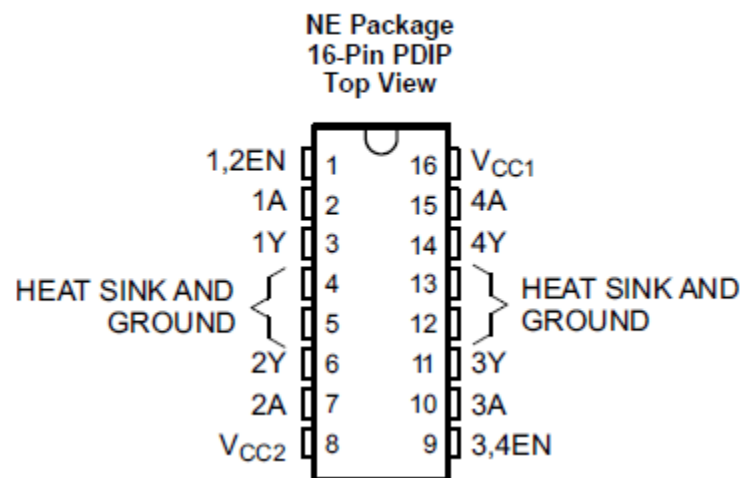 NE Package
16-Pin PDIP
Top View
1,2EN 1 16 VCC1
1A 2 15 4A
1Y 3 14 4Y
4 13
HEAT SINK AND HEAT SINK AND
GROUND GROUND
5 12
2Y 6 11 3Y
2A 7 10 3A
VCC2 8 9 3,4EN